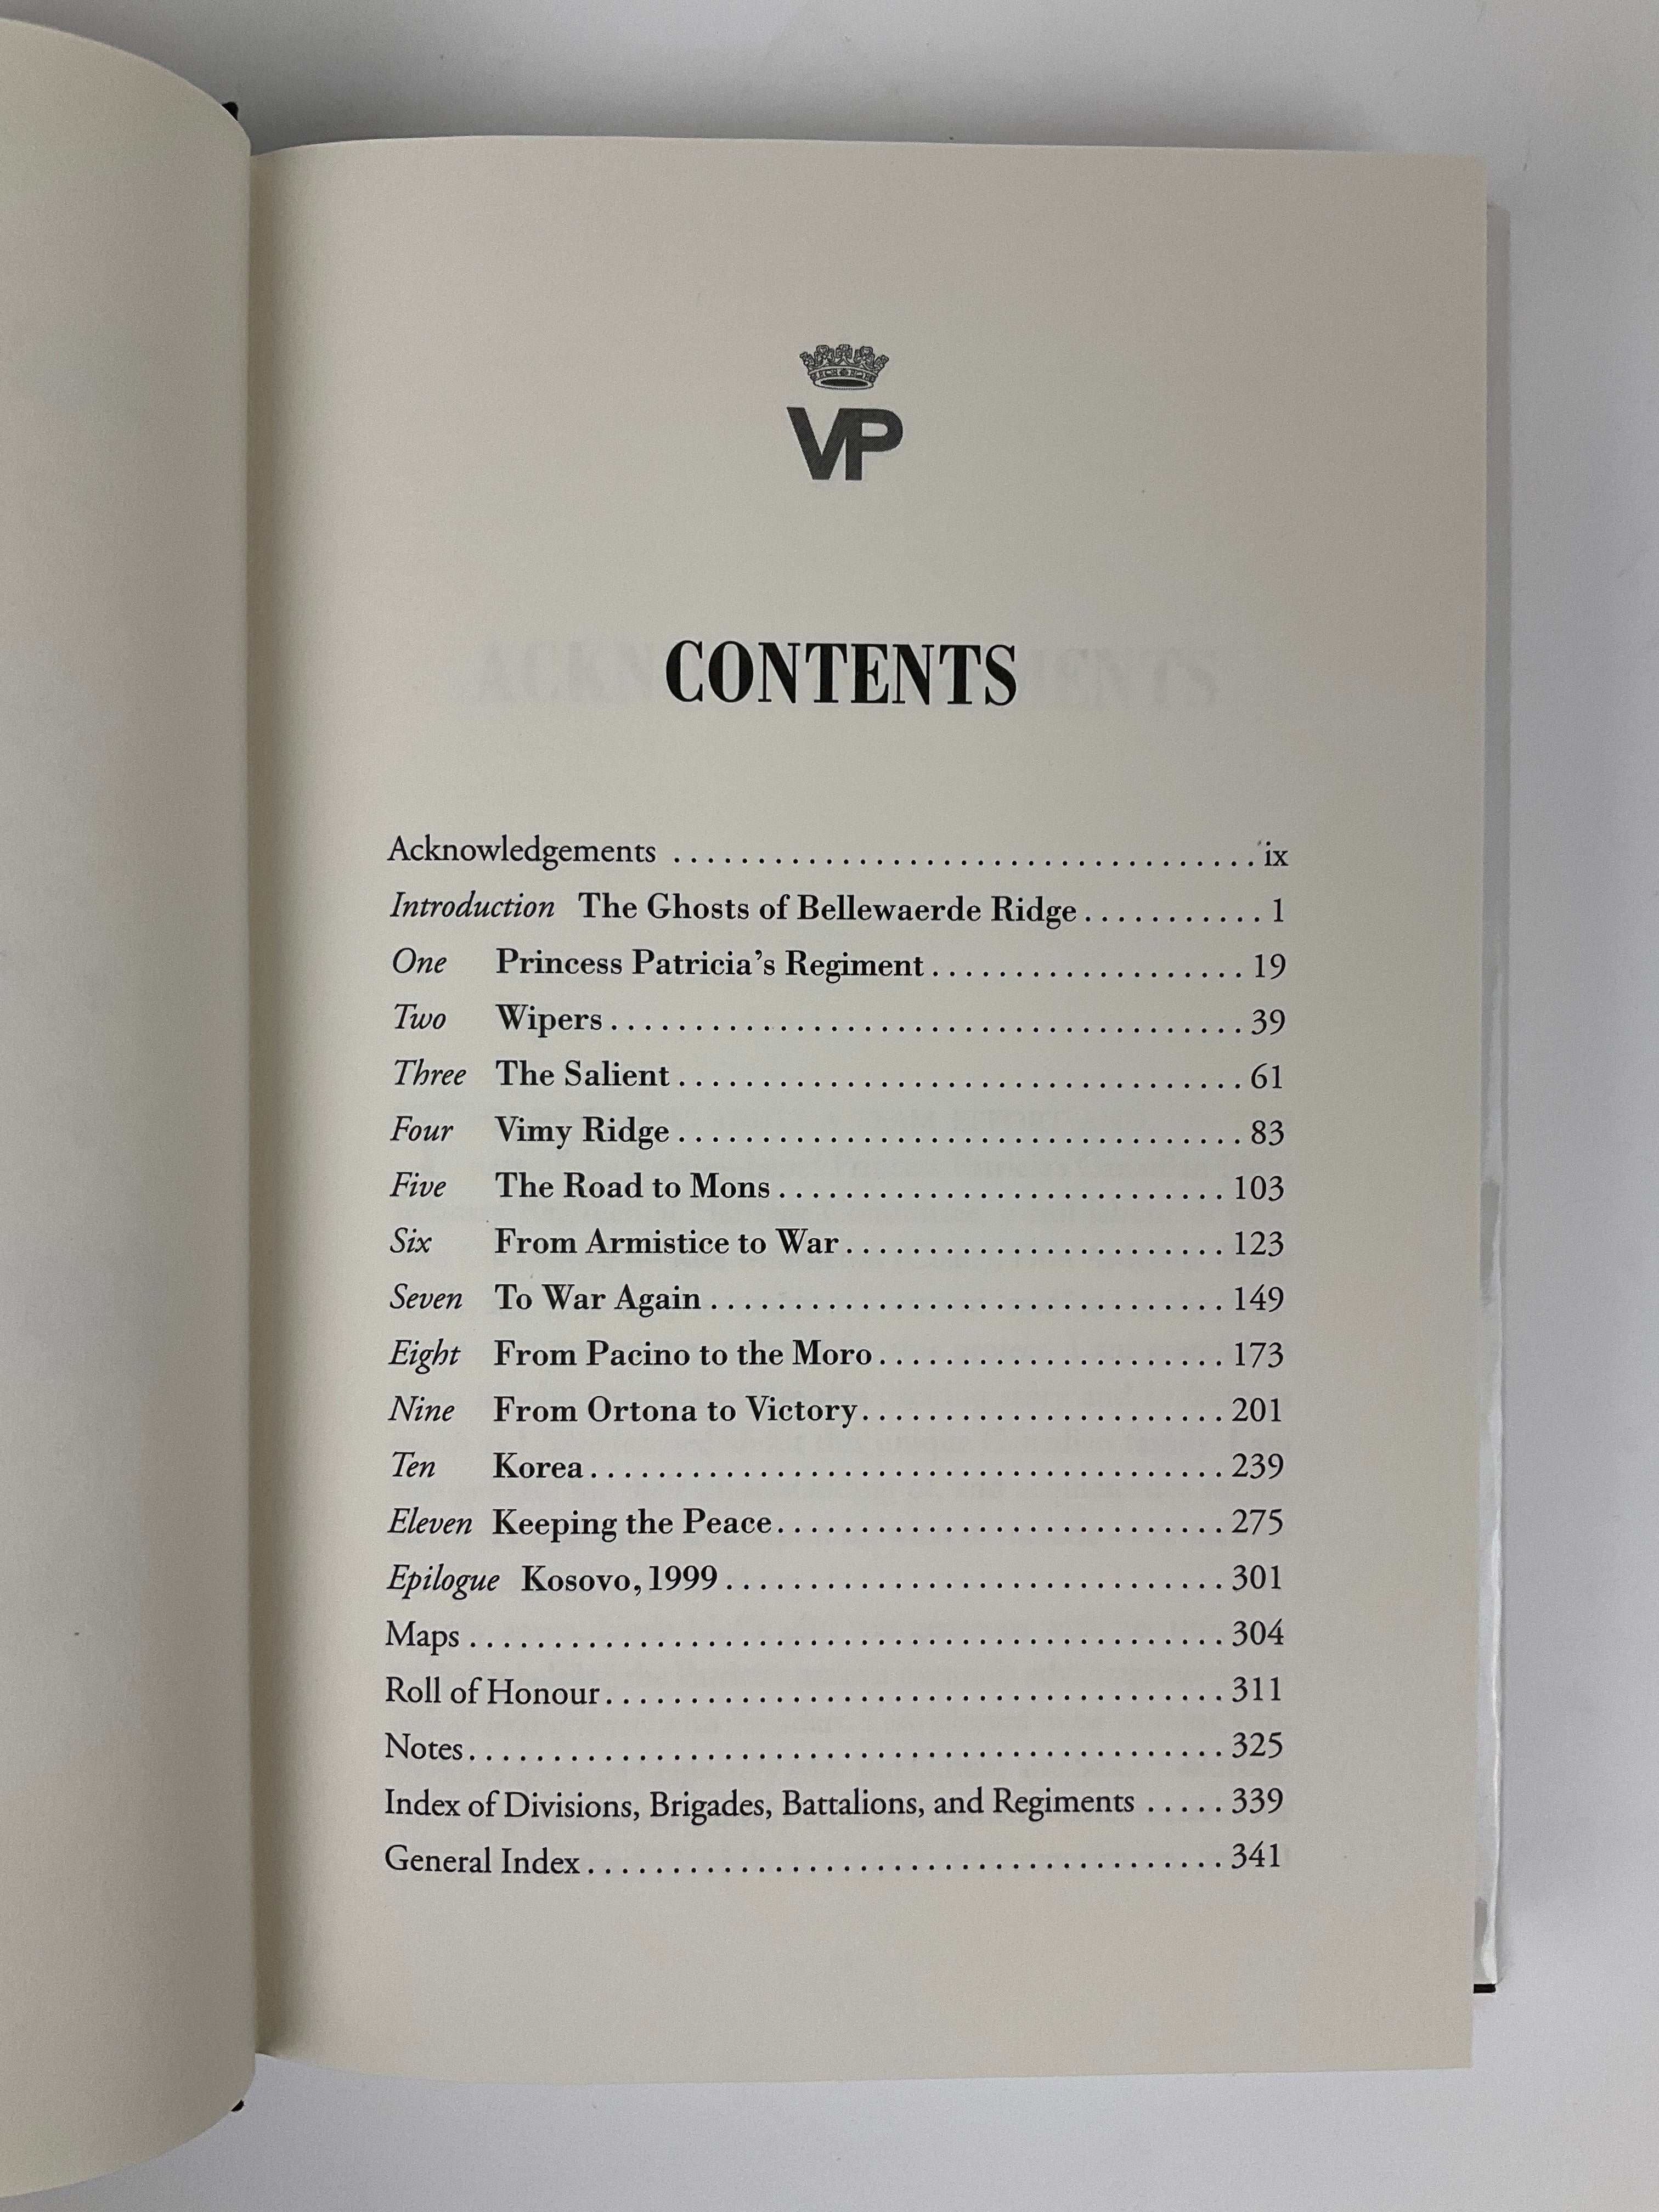 VP
CONTENTS
Acknowledgements ix
Introduction The Ghosts of Bellewaerde Ridge 1
One Princess Patricia's Regiment 19
Two Wipers 39
Three The Salient 61
Four Vimy Ridge 83
Five The Road to Mons 103
Six From Armistice to War 123
Seven To War Again 149
Eight From Pacino to the Moro 173
Nine From Ortona to Victory 201
Ten Korea 239
Eleven Keeping the Peace 275
Epilogue Kosovo, 1999 301
Maps 304
Roll of Honour 311
Notes 325
Index of Divisions, Brigades, Battalions, and Regiments 339
General Index 341